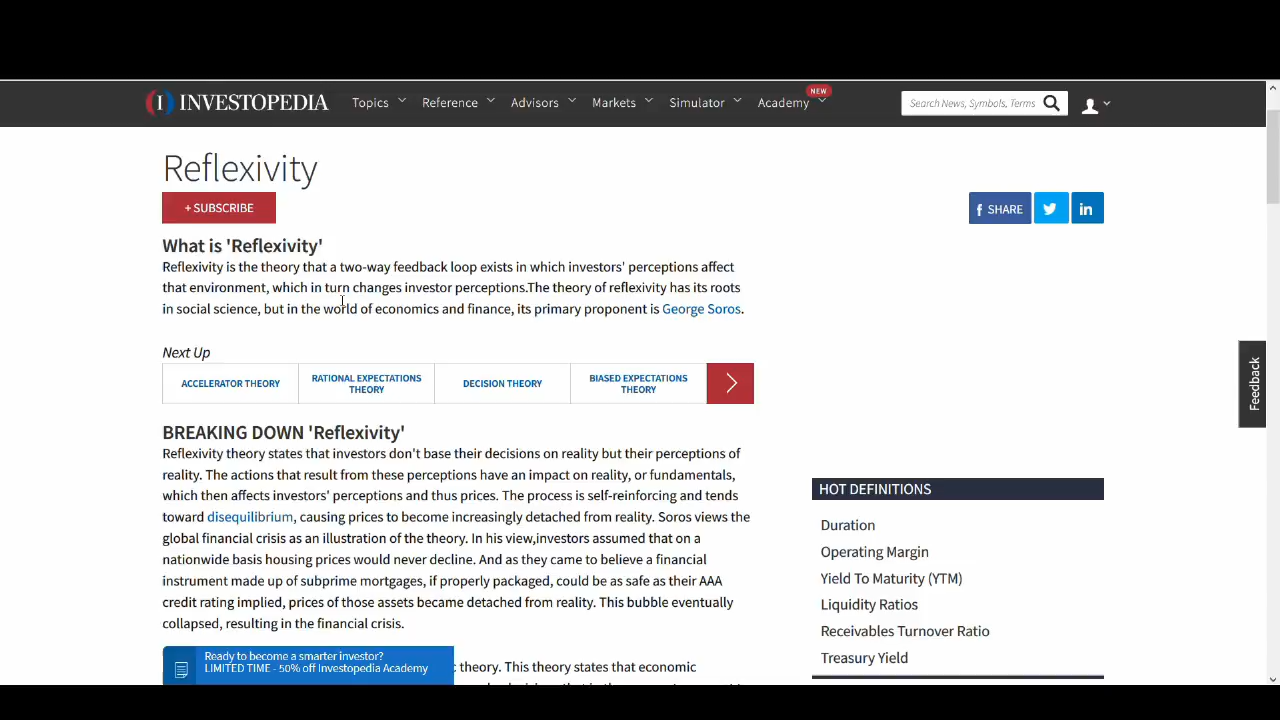 INVESTOPEDIA Topics Reference Advisors Markets Simulator Academy NEW Search News, Symbols, Terms
Reflexivity
+ SUBSCRIBE
f SHARE in
What is 'Reflexivity'
Reflexivity is the theory that a two-way feedback loop exists in which investors' perceptions affect
that environment, which in turn changes investor perceptions.The theory of reflexivity has its roots
in social science, but in the world of economics and finance, its primary proponent is George Soros.
Next Up
ACCELERATOR THEORY
RATIONAL EXPECTATIONS
THEORY
DECISION THEORY
BIASED EXPECTATIONS
THEORY
Feedback
BREAKING DOWN 'Reflexivity'
Reflexivity theory states that investors don't base their decisions on reality but their perceptions of
reality. The actions that result from these perceptions have an impact on reality, or fundamentals,
which then affects investors' perceptions and thus prices. The process is self-reinforcing and tends
toward disequilibrium, causing prices to become increasingly detached from reality. Soros views the
global financial crisis as an illustration of the theory. In his view,investors assumed that on a
nationwide basis housing prices would never decline. And as they came to believe a financial
instrument made up of subprime mortgages, if properly packaged, could be as safe as their AAA
credit rating implied, prices of those assets became detached from reality. This bubble eventually
collapsed, resulting in the financial crisis.
theory. This theory states that economic
Ready to become a smarter investor?
LIMITED TIME - 50% off Investopedia Academy
HOT DEFINITIONS
Duration
Operating Margin
Yield To Maturity (YTM)
Liquidity Ratios
Receivables Turnover Ratio
Treasury Yield